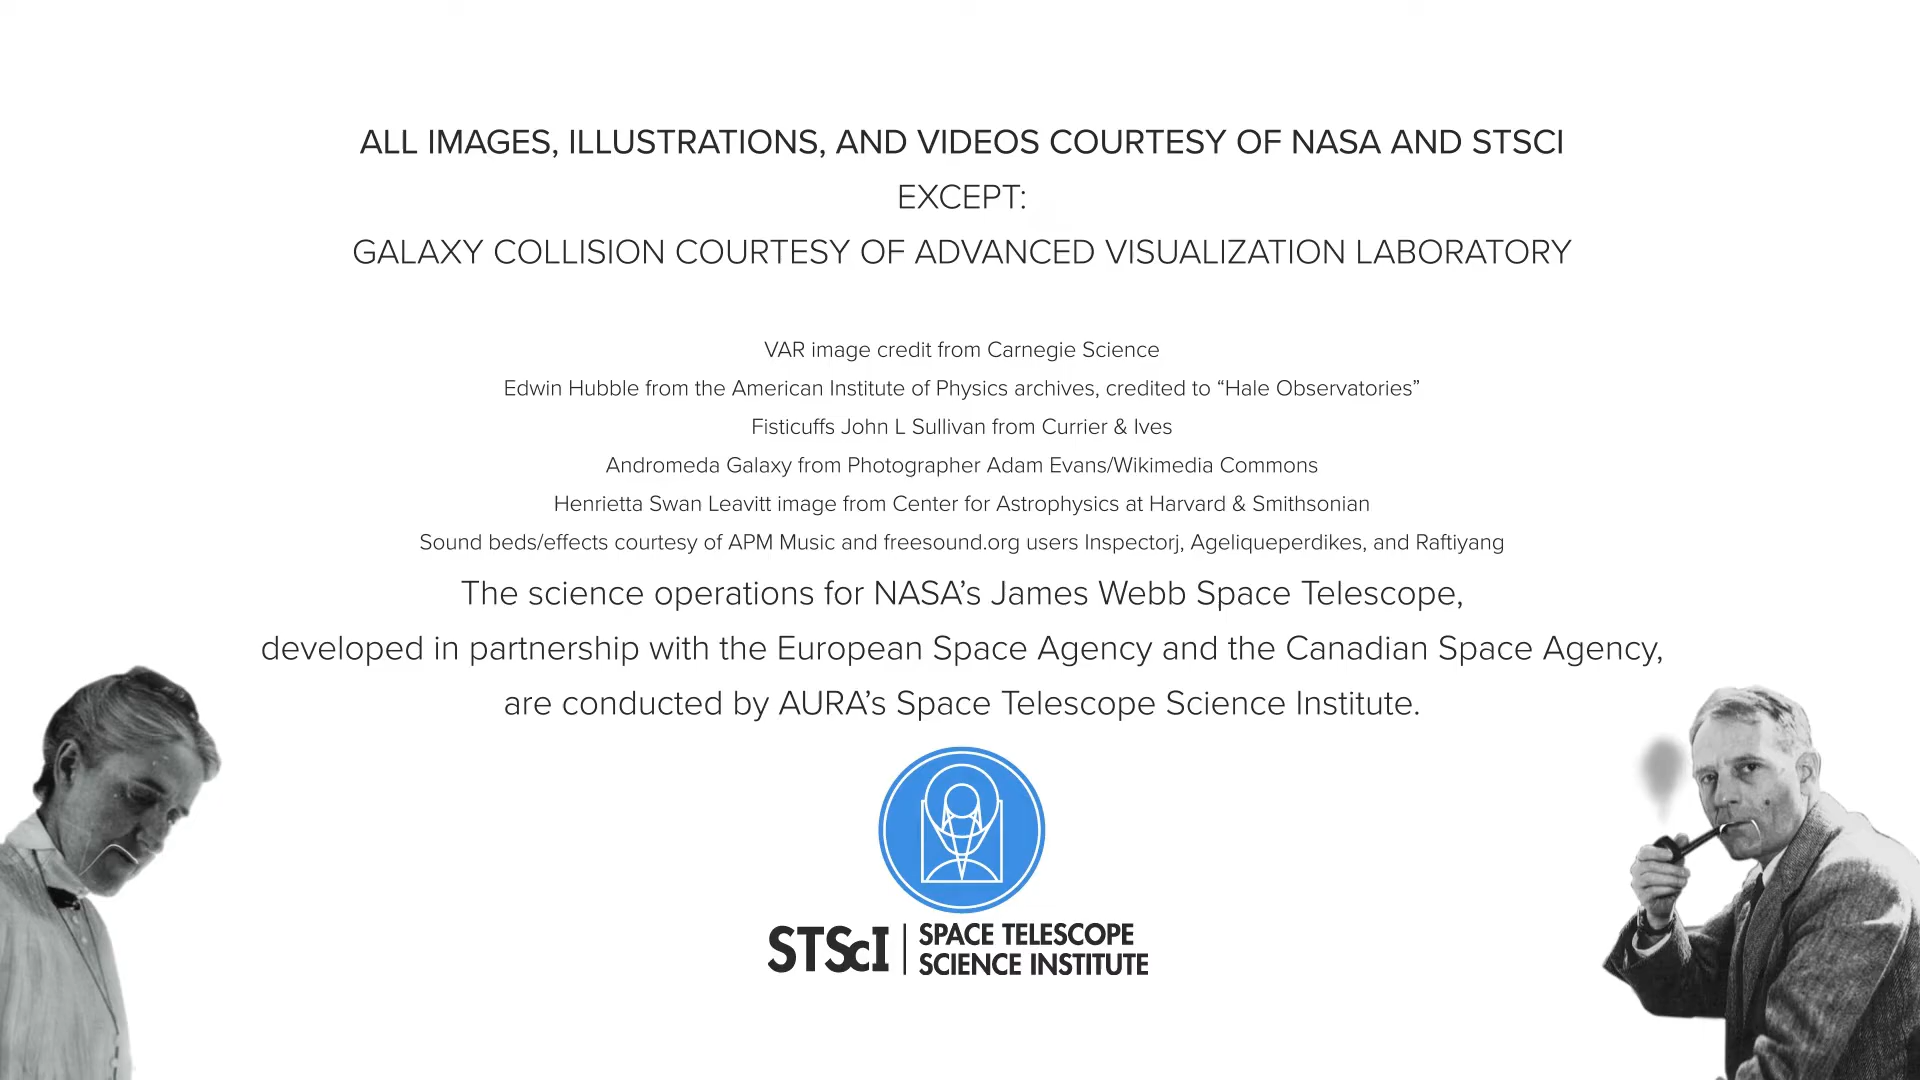 ALL IMAGES, ILLUSTRATIONS, AND VIDEOS COURTESY OF NASA AND STSCI
EXCEPT:
GALAXY COLLISION COURTESY OF ADVANCED VISUALIZATION LABORATORY
VAR image credit from Carnegie Science
Edwin Hubble from the American Institute of Physics archives, credited to “Hale Observatories”
Fisticuffs John L Sullivan from Currier & Ives
Andromeda Galaxy from Photographer Adam Evans/Wikimedia Commons
Henrietta Swan Leavitt image from Center for Astrophysics at Harvard & Smithsonian
Sound beds/effects courtesy of APM Music and freesound.org users Inspectorj, Ageliqueperdikes, and Raftiyang
The science operations for NASA’s James Webb Space Telescope,
developed in partnership with the European Space Agency and the Canadian Space Agency,
are conducted by AURA’s Space Telescope Science Institute.
STScI | SPACE TELESCOPE
SCIENCE INSTITUTE